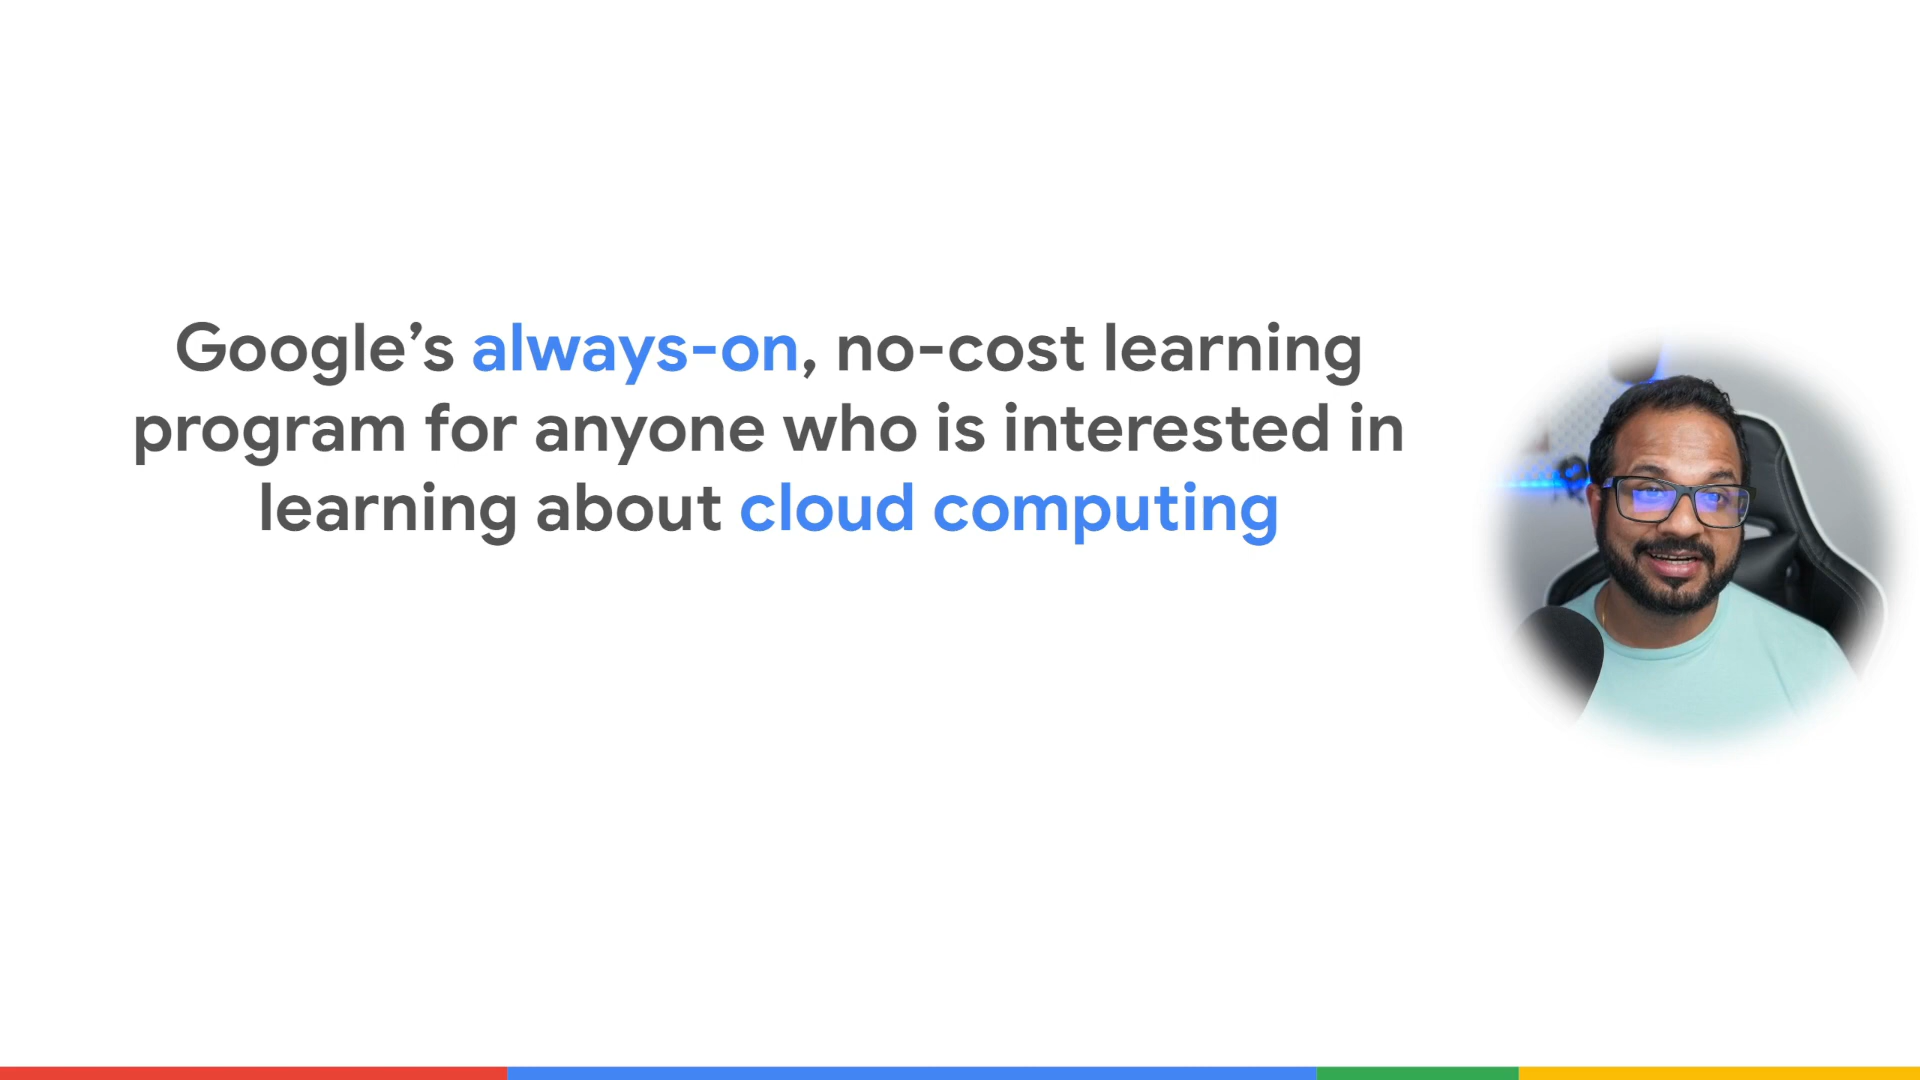 Google’s always-on, no-cost learning
program for anyone who is interested in
learning about cloud computing